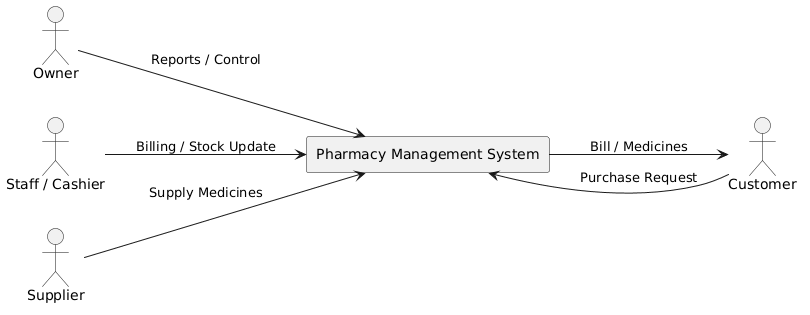 Reports / Control
Owner
Billing / Stock Update
Staff / Cashier
Supply Medicines
Supplier
Pharmacy Management System
Bill / Medicines
Purchase Request
Customer